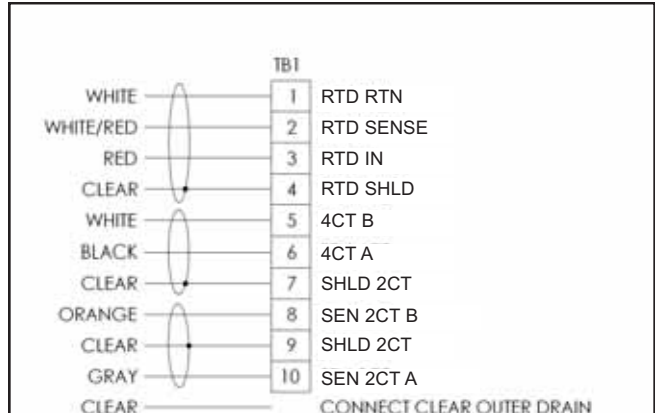 TB1
WHITE 1 RTD RTN
WHITE/RED 2 RTD SENSE
RED 3 RTD IN
CLEAR 4 RTD SHLD
WHITE 5 4CT B
BLACK 6 4CT A
CLEAR 7 SHLD 2CT
ORANGE 8 SEN 2CT B
CLEAR 9 SHLD 2CT
GRAY 10 SEN 2CT A
CLEAR CONNECT CLEAR OUTER DRAIN